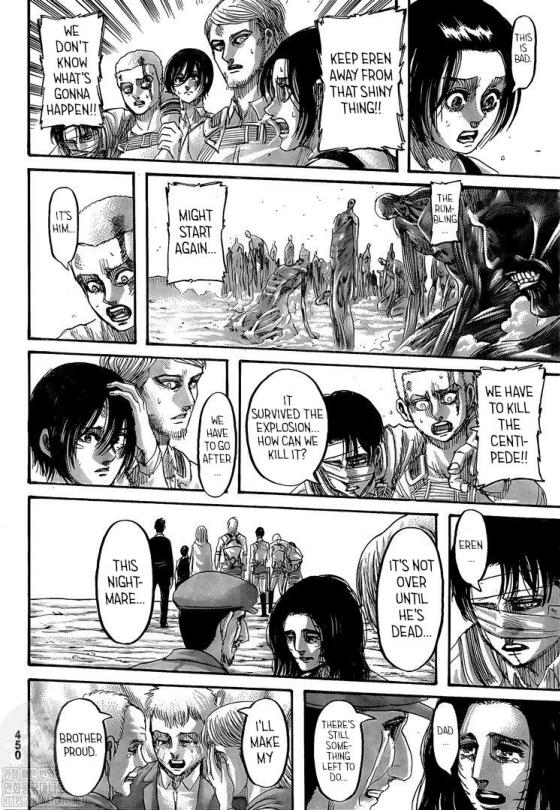 THIS
IS
BAD.
KEEP EREN
AWAY FROM
THAT SHINY
THING!!
WE
DON'T
KNOW
WHAT'S
GONNA
HAPPEN!!
THE
RUM-
BLING
...
MIGHT
START
AGAIN...
IT'S
HIM...
WE HAVE
TO KILL
THE
CENTI-
PEDE!!
IT
SURVIVED THE
EXPLOSION...
HOW CAN WE
KILL IT?
WE
HAVE
TO GO
AFTER
...
EREN
...
IT'S NOT
OVER
UNTIL
HE'S
DEAD...
THIS
NIGHT-
MARE...
DAD
...
THERE'S
STILL
SOME-
THING
LEFT TO
DO...
I'LL
MAKE
MY
BROTHER
PROUD.
450